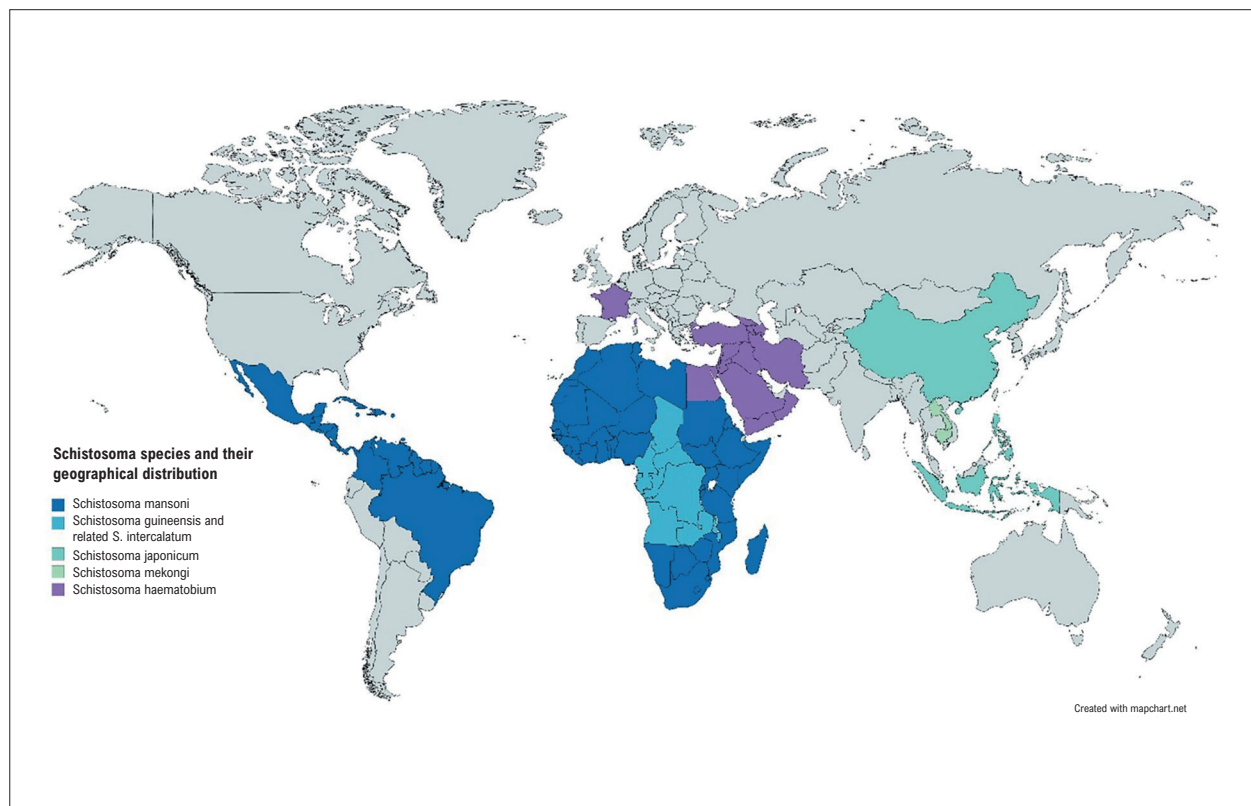 Schistosoma species and their
geographical distribution
Schistosoma mansoni
Schistosoma guineensis and
related S. intercalatum
Schistosoma japonicum
Schistosoma mekongi
Schistosoma haematobium
Created with mapchart.net